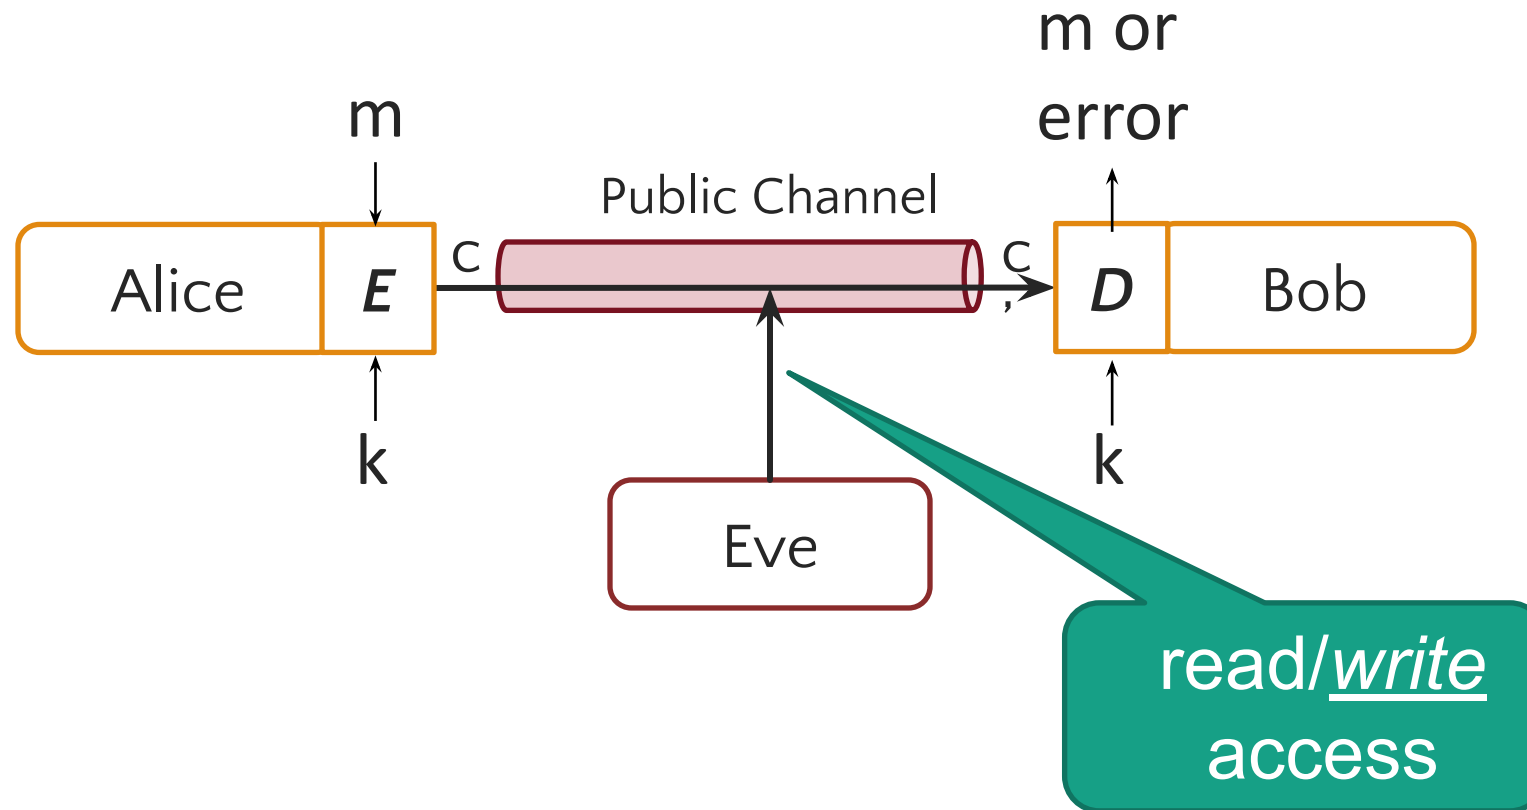 m or
error
m
Public Channel
Alice
E
c
c
,
D
Bob
k
k
Eve
read/write
access